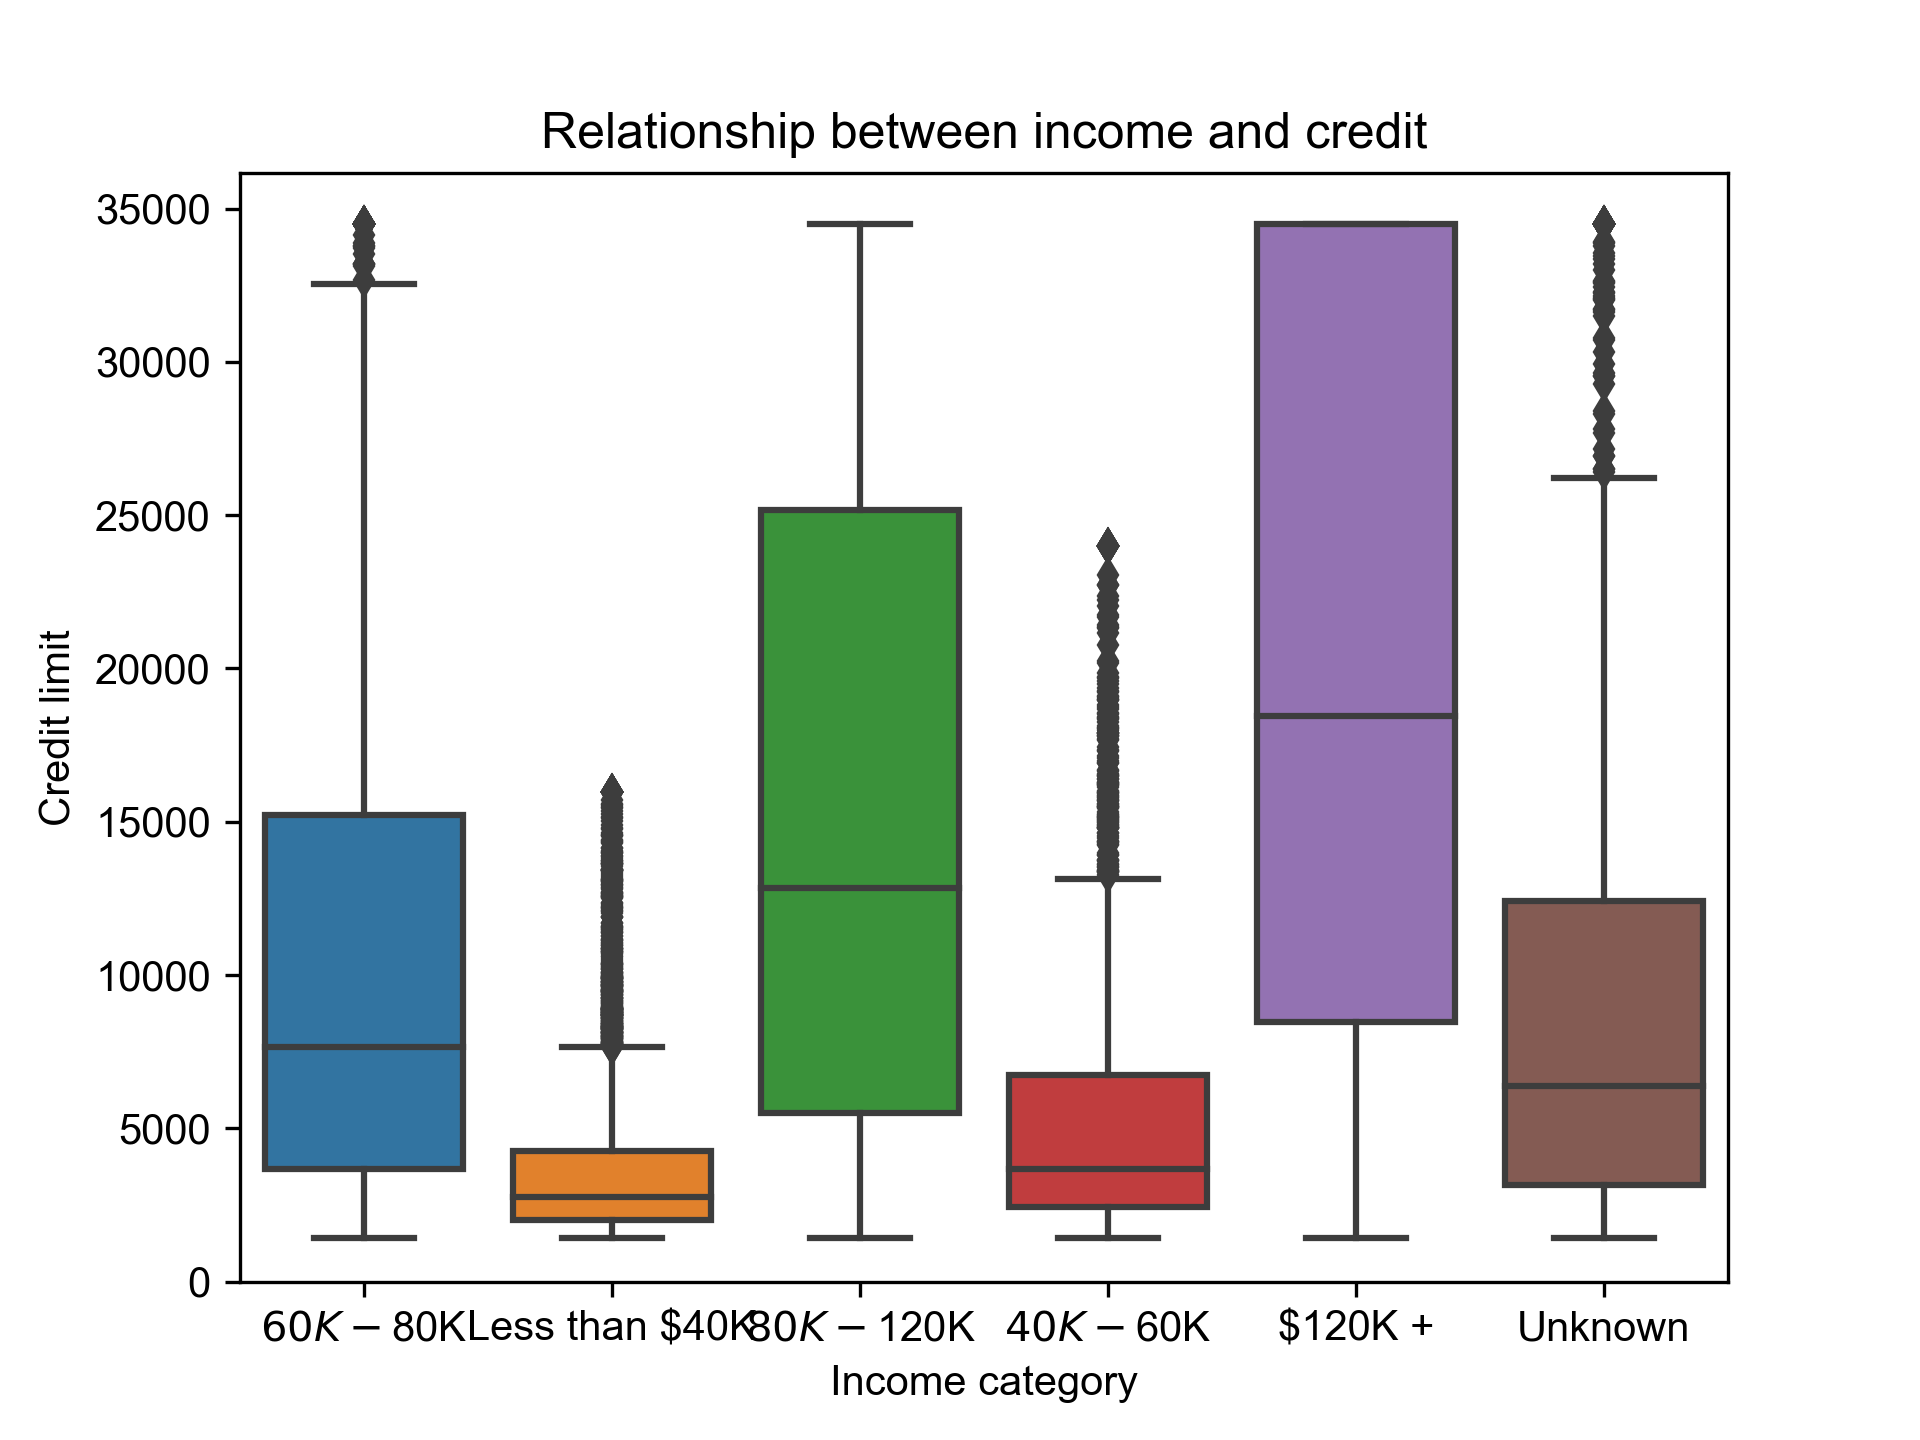 Relationship between income and credit
35000
30000
25000
20000
15000
10000
5000
0
Credit limit
60K − 80K
Less than $40K
80K − 120K
40K − 60K
$120K +
Unknown
Income category